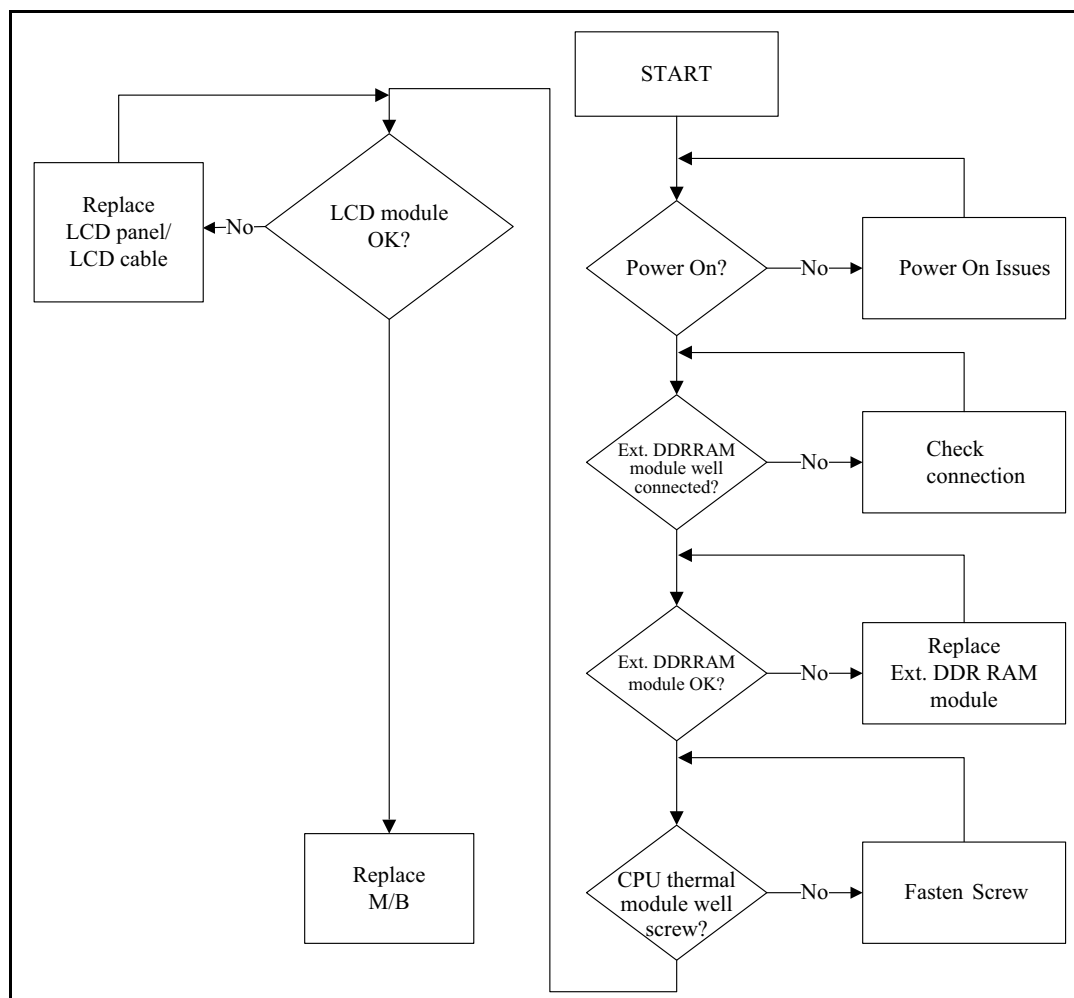 START
Power On?
No
Power On Issues
Ext. DDRRAM
module well
connected?
No
Check
connection
Ext. DDRRAM
module OK?
No
Replace
Ext. DDR RAM
module
CPU thermal
module well
screw?
No
Fasten Screw
LCD module
OK?
No
Replace
LCD panel/
LCD cable
Replace
M/B